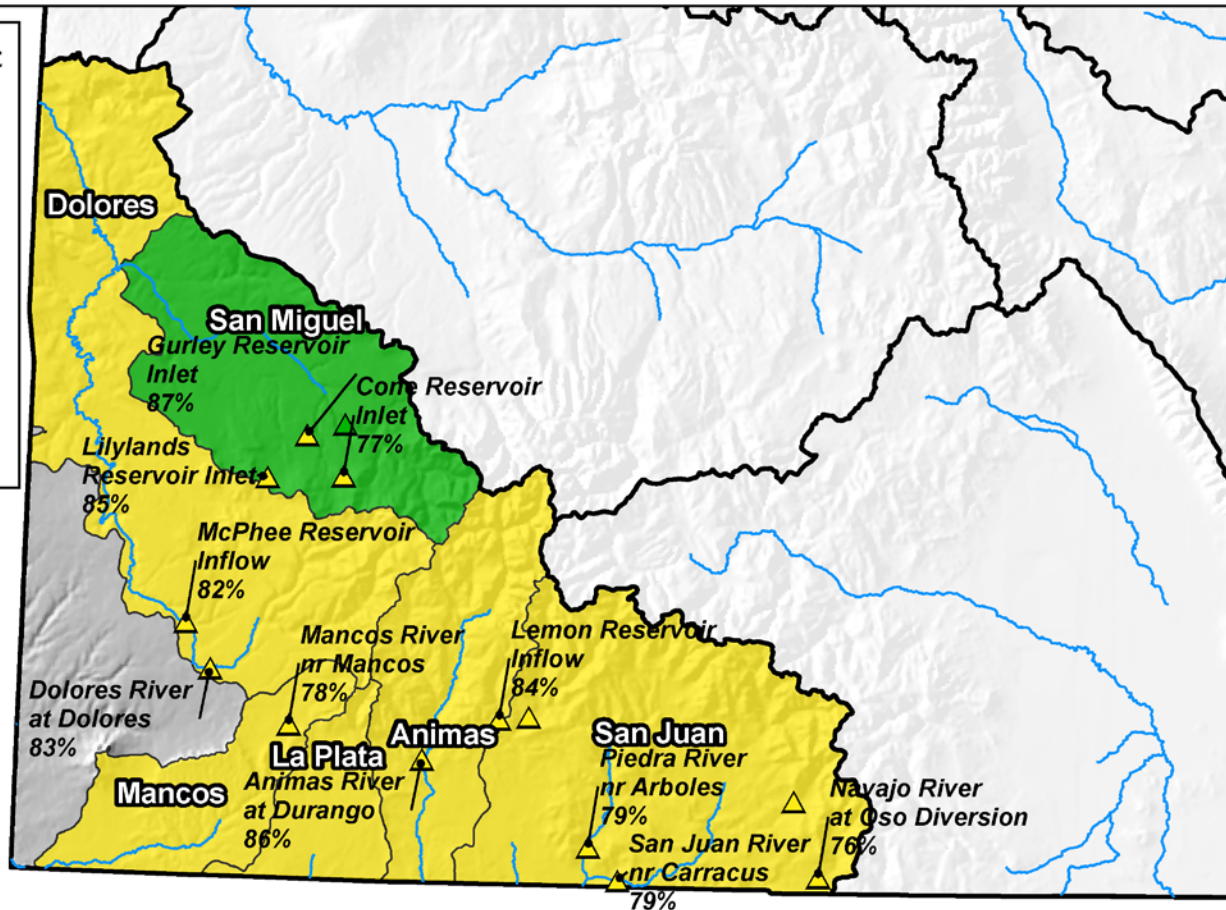 Dolores
San Miguel
Gurley Reservoir
Inlet
87%
Cone Reservoir
Inlet
77%
Lilylands
Reservoir Inlet
85%
McPhee Reservoir
Inflow
82%
Mancos River
nr Mancos
78%
Lemon Reservoir
Inflow
84%
Dolores River
at Dolores
83%
La Plata
Animas
San Juan
Mancos
Animas River
at Durango
86%
Piedra River
nr Arboles
79%
Navajo River
at Oso Diversion
76%
San Juan River
nr Carracus
79%